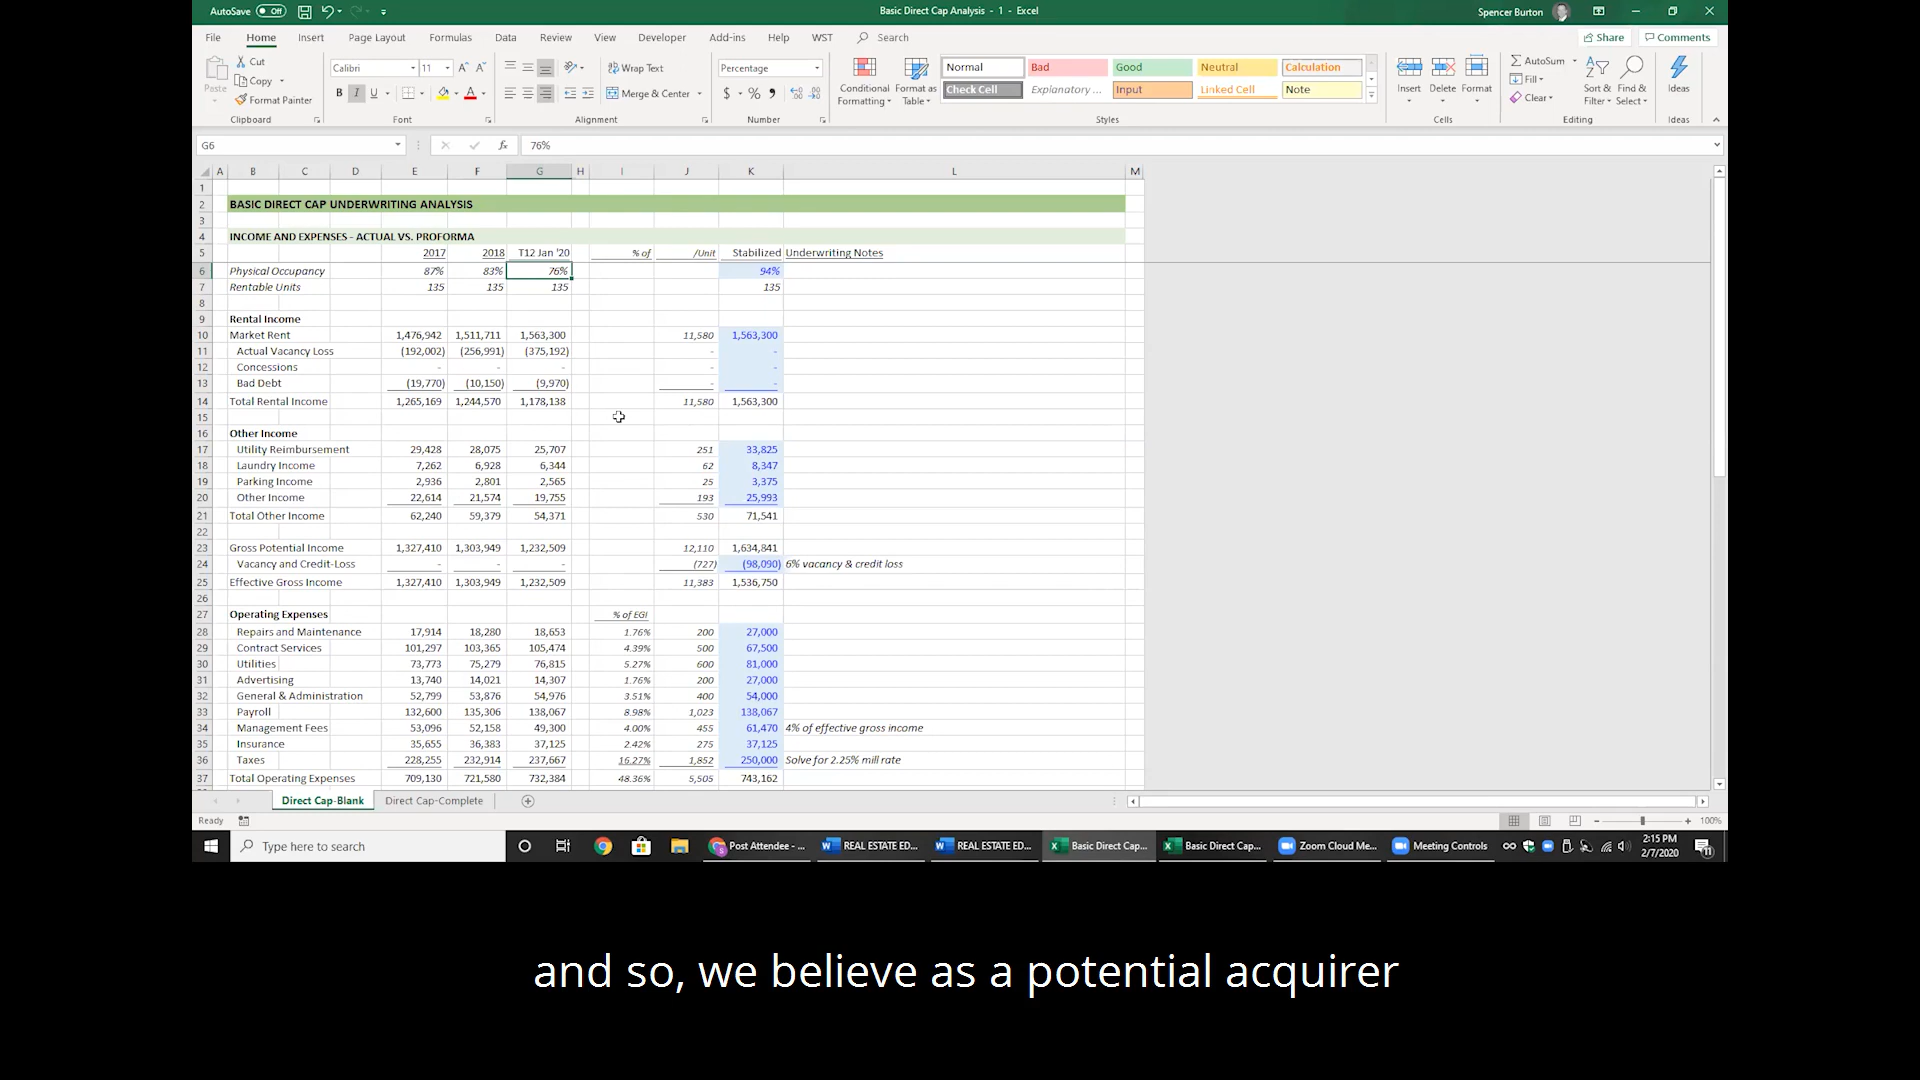 AutoSave Off Basic Direct Cap Analysis - 1 - Excel Spencer Burton
File Home Insert Page Layout Formulas Data Review View Developer Add-ins Help WST Search Share Comments
Paste Cut Copy Format Painter Clipboard
Calibri 11 B I U A Font
Wrap Text Merge & Center Alignment
Percentage $ % , Number
Conditional Formatting Format as Table
Normal Bad Good Neutral Calculation
Check Cell Explanatory ... Input Linked Cell Note
Styles
Insert Delete Format Cells
AutoSum Fill Clear Sort & Filter Find & Select Editing
Ideas Ideas
G6 fx 76%
A B C D E F G H I J K L M
1
2 BASIC DIRECT CAP UNDERWRITING ANALYSIS
3
4 INCOME AND EXPENSES - ACTUAL VS. PROFORMA
5 2017 2018 T12 Jan '20 % of /Unit Stabilized Underwriting Notes
6 Physical Occupancy 87% 83% 76% 94%
7 Rentable Units 135 135 135 135
8
9 Rental Income
10 Market Rent 1,476,942 1,511,711 1,563,300 11,580 1,563,300
11 Actual Vacancy Loss (192,002) (256,991) (375,192) - -
12 Concessions - - - - -
13 Bad Debt (19,770) (10,150) (9,970) - -
14 Total Rental Income 1,265,169 1,244,570 1,178,138 11,580 1,563,300
15
16 Other Income
17 Utility Reimbursement 29,428 28,075 25,707 251 33,825
18 Laundry Income 7,262 6,928 6,344 62 8,347
19 Parking Income 2,936 2,801 2,565 25 3,375
20 Other Income 22,614 21,574 19,755 193 25,993
21 Total Other Income 62,240 59,379 54,371 530 71,541
22
23 Gross Potential Income 1,327,410 1,303,949 1,232,509 12,110 1,634,841
24 Vacancy and Credit-Loss - - - (727) (98,090) 6% vacancy & credit loss
25 Effective Gross Income 1,327,410 1,303,949 1,232,509 11,383 1,536,750
26
27 Operating Expenses % of EGI
28 Repairs and Maintenance 17,914 18,280 18,653 1.76% 200 27,000
29 Contract Services 101,297 103,365 105,474 4.39% 500 67,500
30 Utilities 73,773 75,279 76,815 5.27% 600 81,000
31 Advertising 13,740 14,021 14,307 1.76% 200 27,000
32 General & Administration 52,799 53,876 54,976 3.51% 400 54,000
33 Payroll 132,600 135,306 138,067 8.98% 1,023 138,067
34 Management Fees 53,096 52,158 49,300 4.00% 455 61,470 4% of effective gross income
35 Insurance 35,655 36,383 37,125 2.42% 275 37,125
36 Taxes 228,255 232,914 237,667 16.27% 1,852 250,000 Solve for 2.25% mill rate
37 Total Operating Expenses 709,130 721,580 732,384 48.36% 5,505 743,162
Direct Cap-Blank Direct Cap-Complete
Ready 100%
Type here to search Post Attendee - ... REAL ESTATE ED... REAL ESTATE ED... Basic Direct Cap... Basic Direct Cap... Zoom Cloud Me... Meeting Controls 2:15 PM
2/7/2020 11
and so, we believe as a potential acquirer